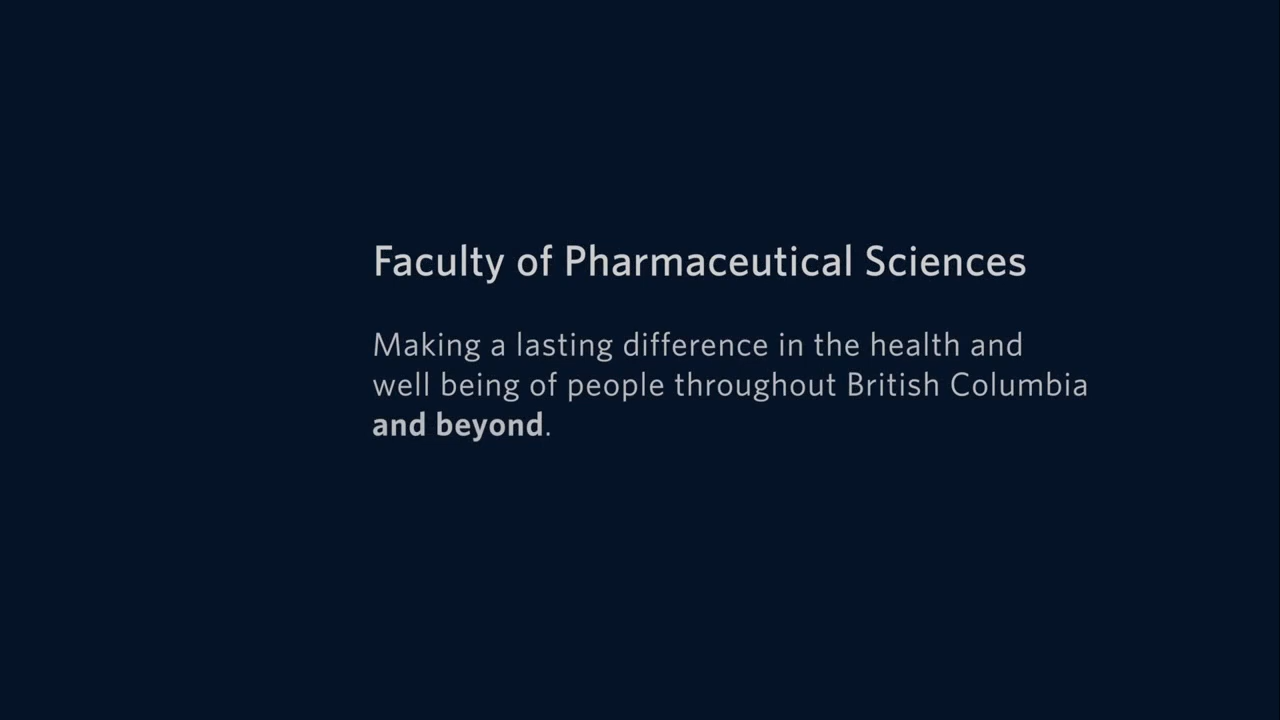 Faculty of Pharmaceutical Sciences
Making a lasting difference in the health and
well being of people throughout British Columbia
and beyond.